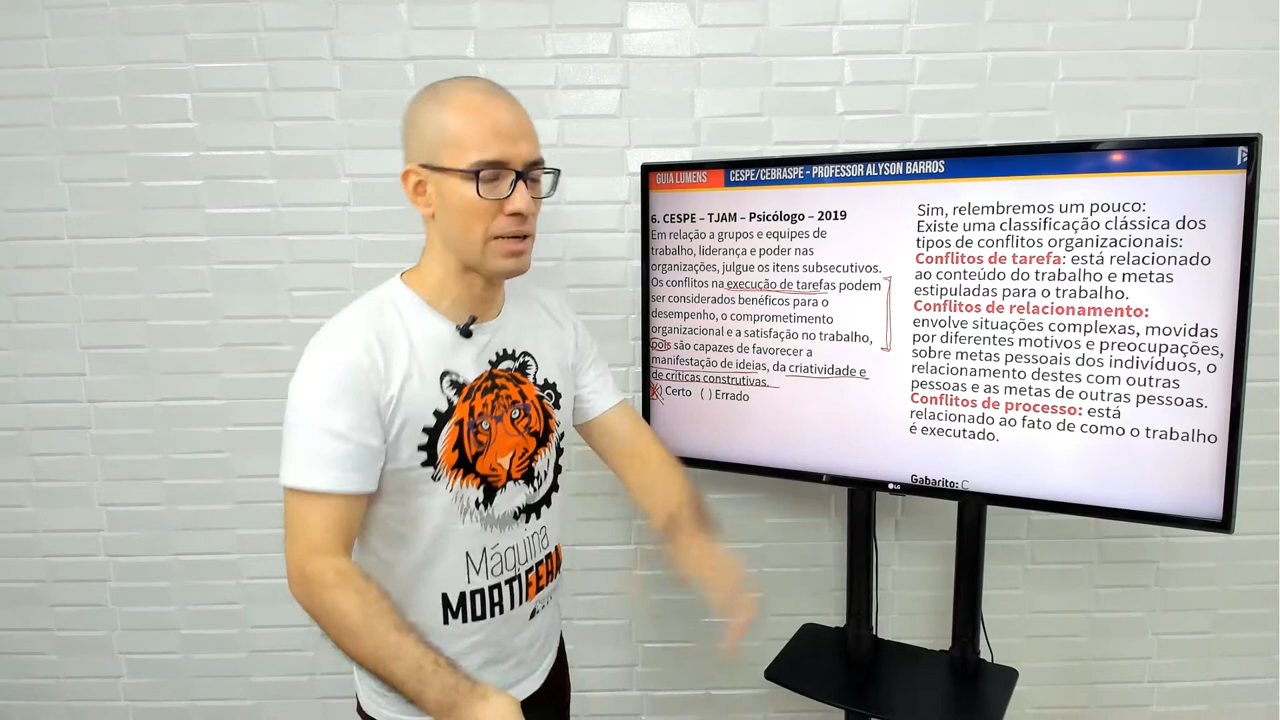 GUIA LUMENS
CESPE/CEBRASPE - PROFESSOR ALYSON BARROS
6. CESPE – TJAM – Psicólogo – 2019
Em relação a grupos e equipes de
trabalho, liderança e poder nas
organizações, julgue os itens subsecutivos.
Os conflitos na execução de tarefas podem
ser considerados benéficos para o
desempenho, o comprometimento
organizacional e a satisfação no trabalho,
pois são capazes de favorecer a
manifestação de ideias, da criatividade e
de críticas construtivas.
(X) Certo ( ) Errado
Sim, relembremos um pouco:
Existe uma classificação clássica dos
tipos de conflitos organizacionais:
Conflitos de tarefa: está relacionado
ao conteúdo do trabalho e metas
estipuladas para o trabalho.
Conflitos de relacionamento:
envolve situações complexas, movidas
por diferentes motivos e preocupações,
sobre metas pessoais dos indivíduos, o
relacionamento destes com outras
pessoas e as metas de outras pessoas.
Conflitos de processo: está
relacionado ao fato de como o trabalho
é executado.
Gabarito: C
LG
Máquina
MORTÍFERA